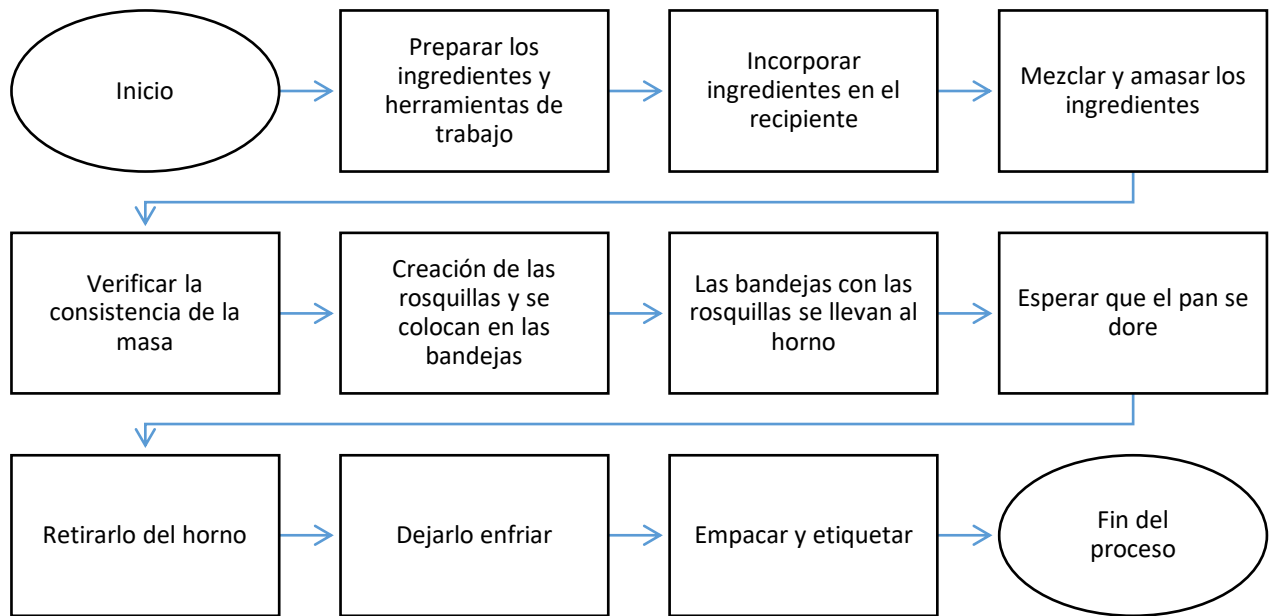 Inicio
Preparar los
ingredientes y
herramientas de
trabajo
Incorporar
ingredientes en el
recipiente
Mezclar y amasar los
ingredientes
Verificar la
consistencia de la
masa
Creación de las
rosquillas y se
colocan en las
bandejas
Las bandejas con las
rosquillas se llevan al
horno
Esperar que el pan se
dore
Retirarlo del horno
Dejarlo enfriar
Empacar y etiquetar
Fin del
proceso